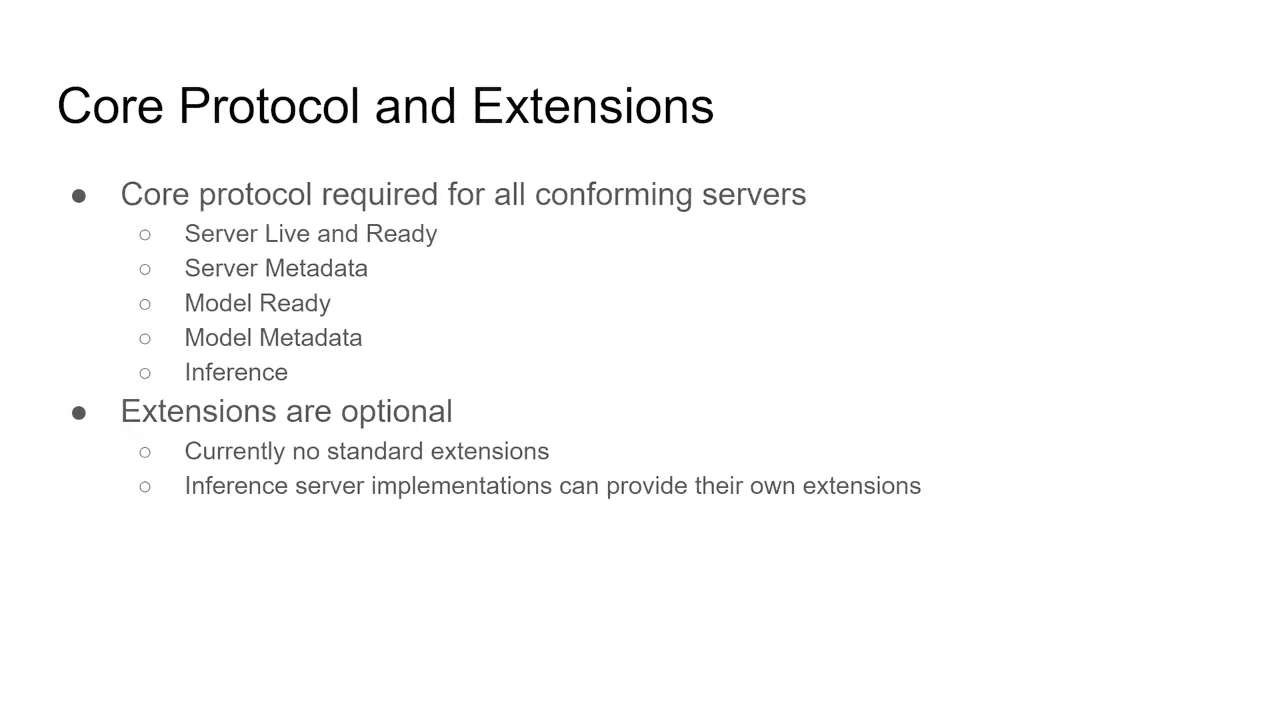 Core Protocol and Extensions
● Core protocol required for all conforming servers
○ Server Live and Ready
○ Server Metadata
○ Model Ready
○ Model Metadata
○ Inference
● Extensions are optional
○ Currently no standard extensions
○ Inference server implementations can provide their own extensions